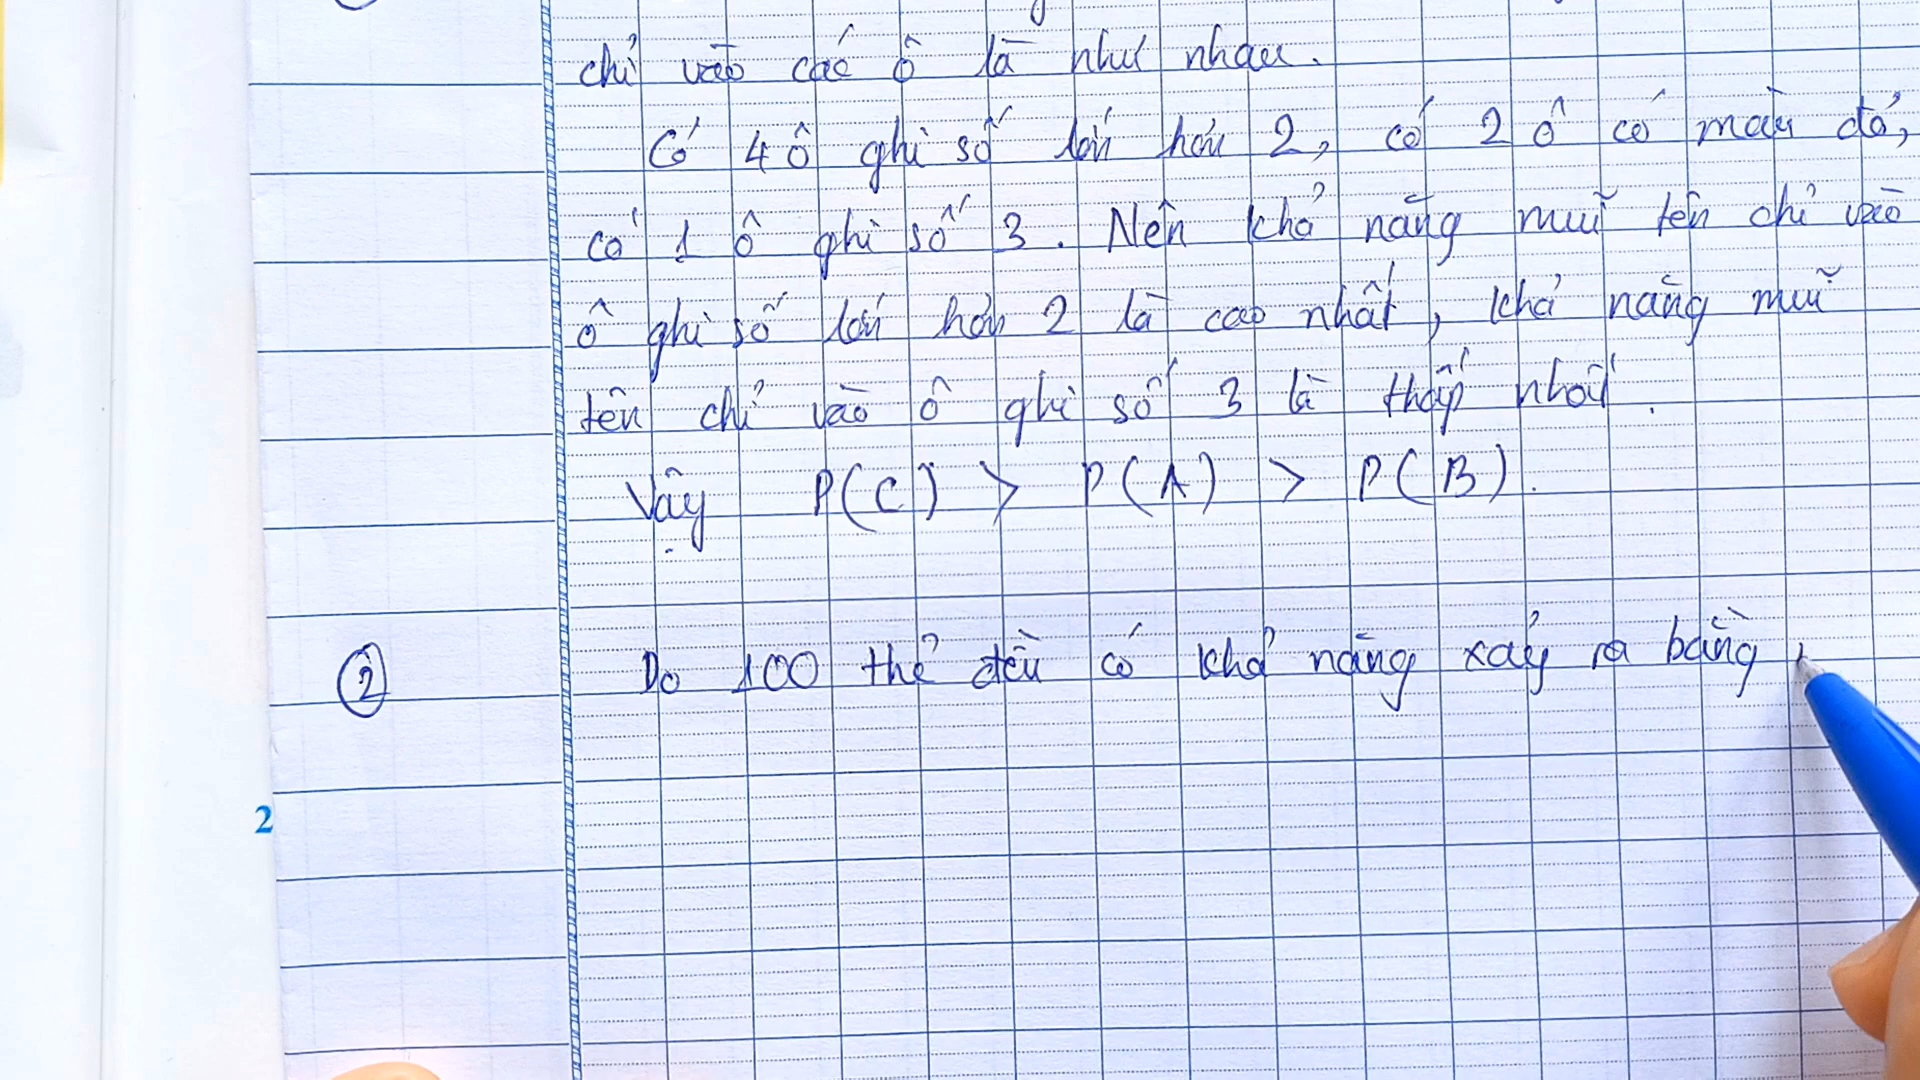 chỉ vào các ô là như nhau.
Có 4 ô ghi số lớn hơn 2, có 2 ô có màu đỏ,
có 1 ô ghi số 3. Nên khả năng mũi tên chỉ vào
ô ghi số lớn hơn 2 là cao nhất, khả năng mũi
tên chỉ vào ô ghi số 3 là thấp nhất.
Vậy P(C) > P(A) > P(B).
② Do 100 thẻ đều có khả năng xảy ra bằng
2